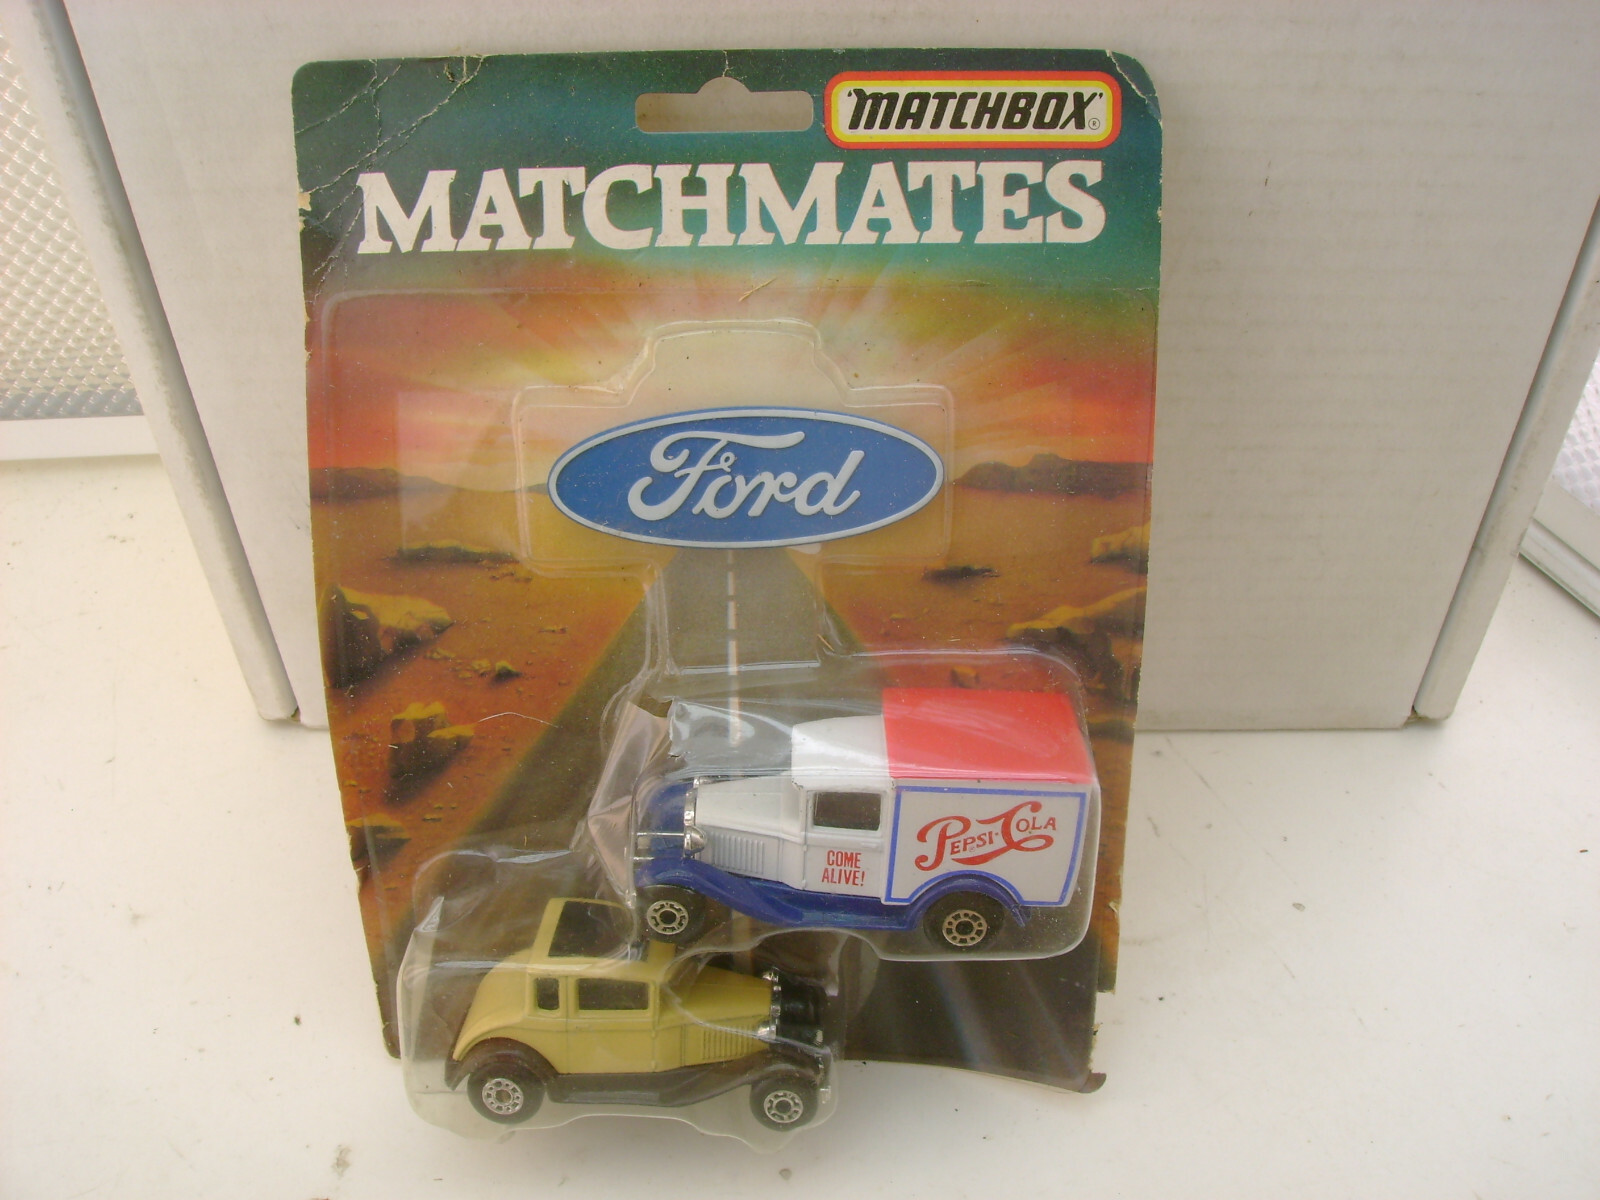 'MATCHBOX'®
MATCHMATES
Ford
PEPSI-COLA
COME
ALIVE!